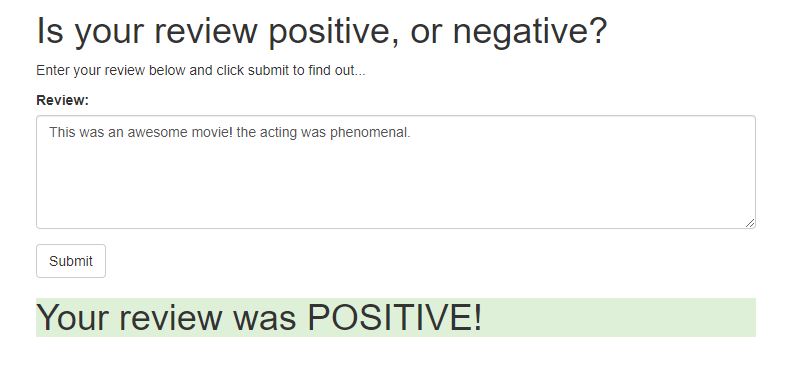 Is your review positive, or negative?
Enter your review below and click submit to find out...
Review:
This was an awesome movie! the acting was phenomenal.
Submit
Your review was POSITIVE!